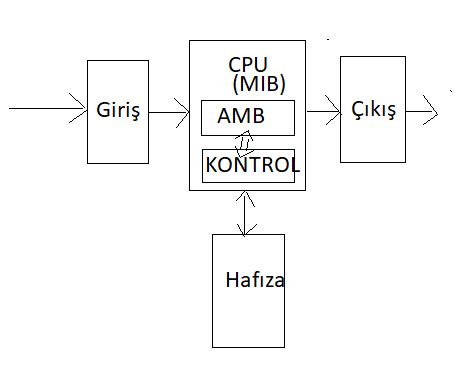 Giriş
CPU
(MIB)
AMB
KONTROL
Çıkış
Hafıza